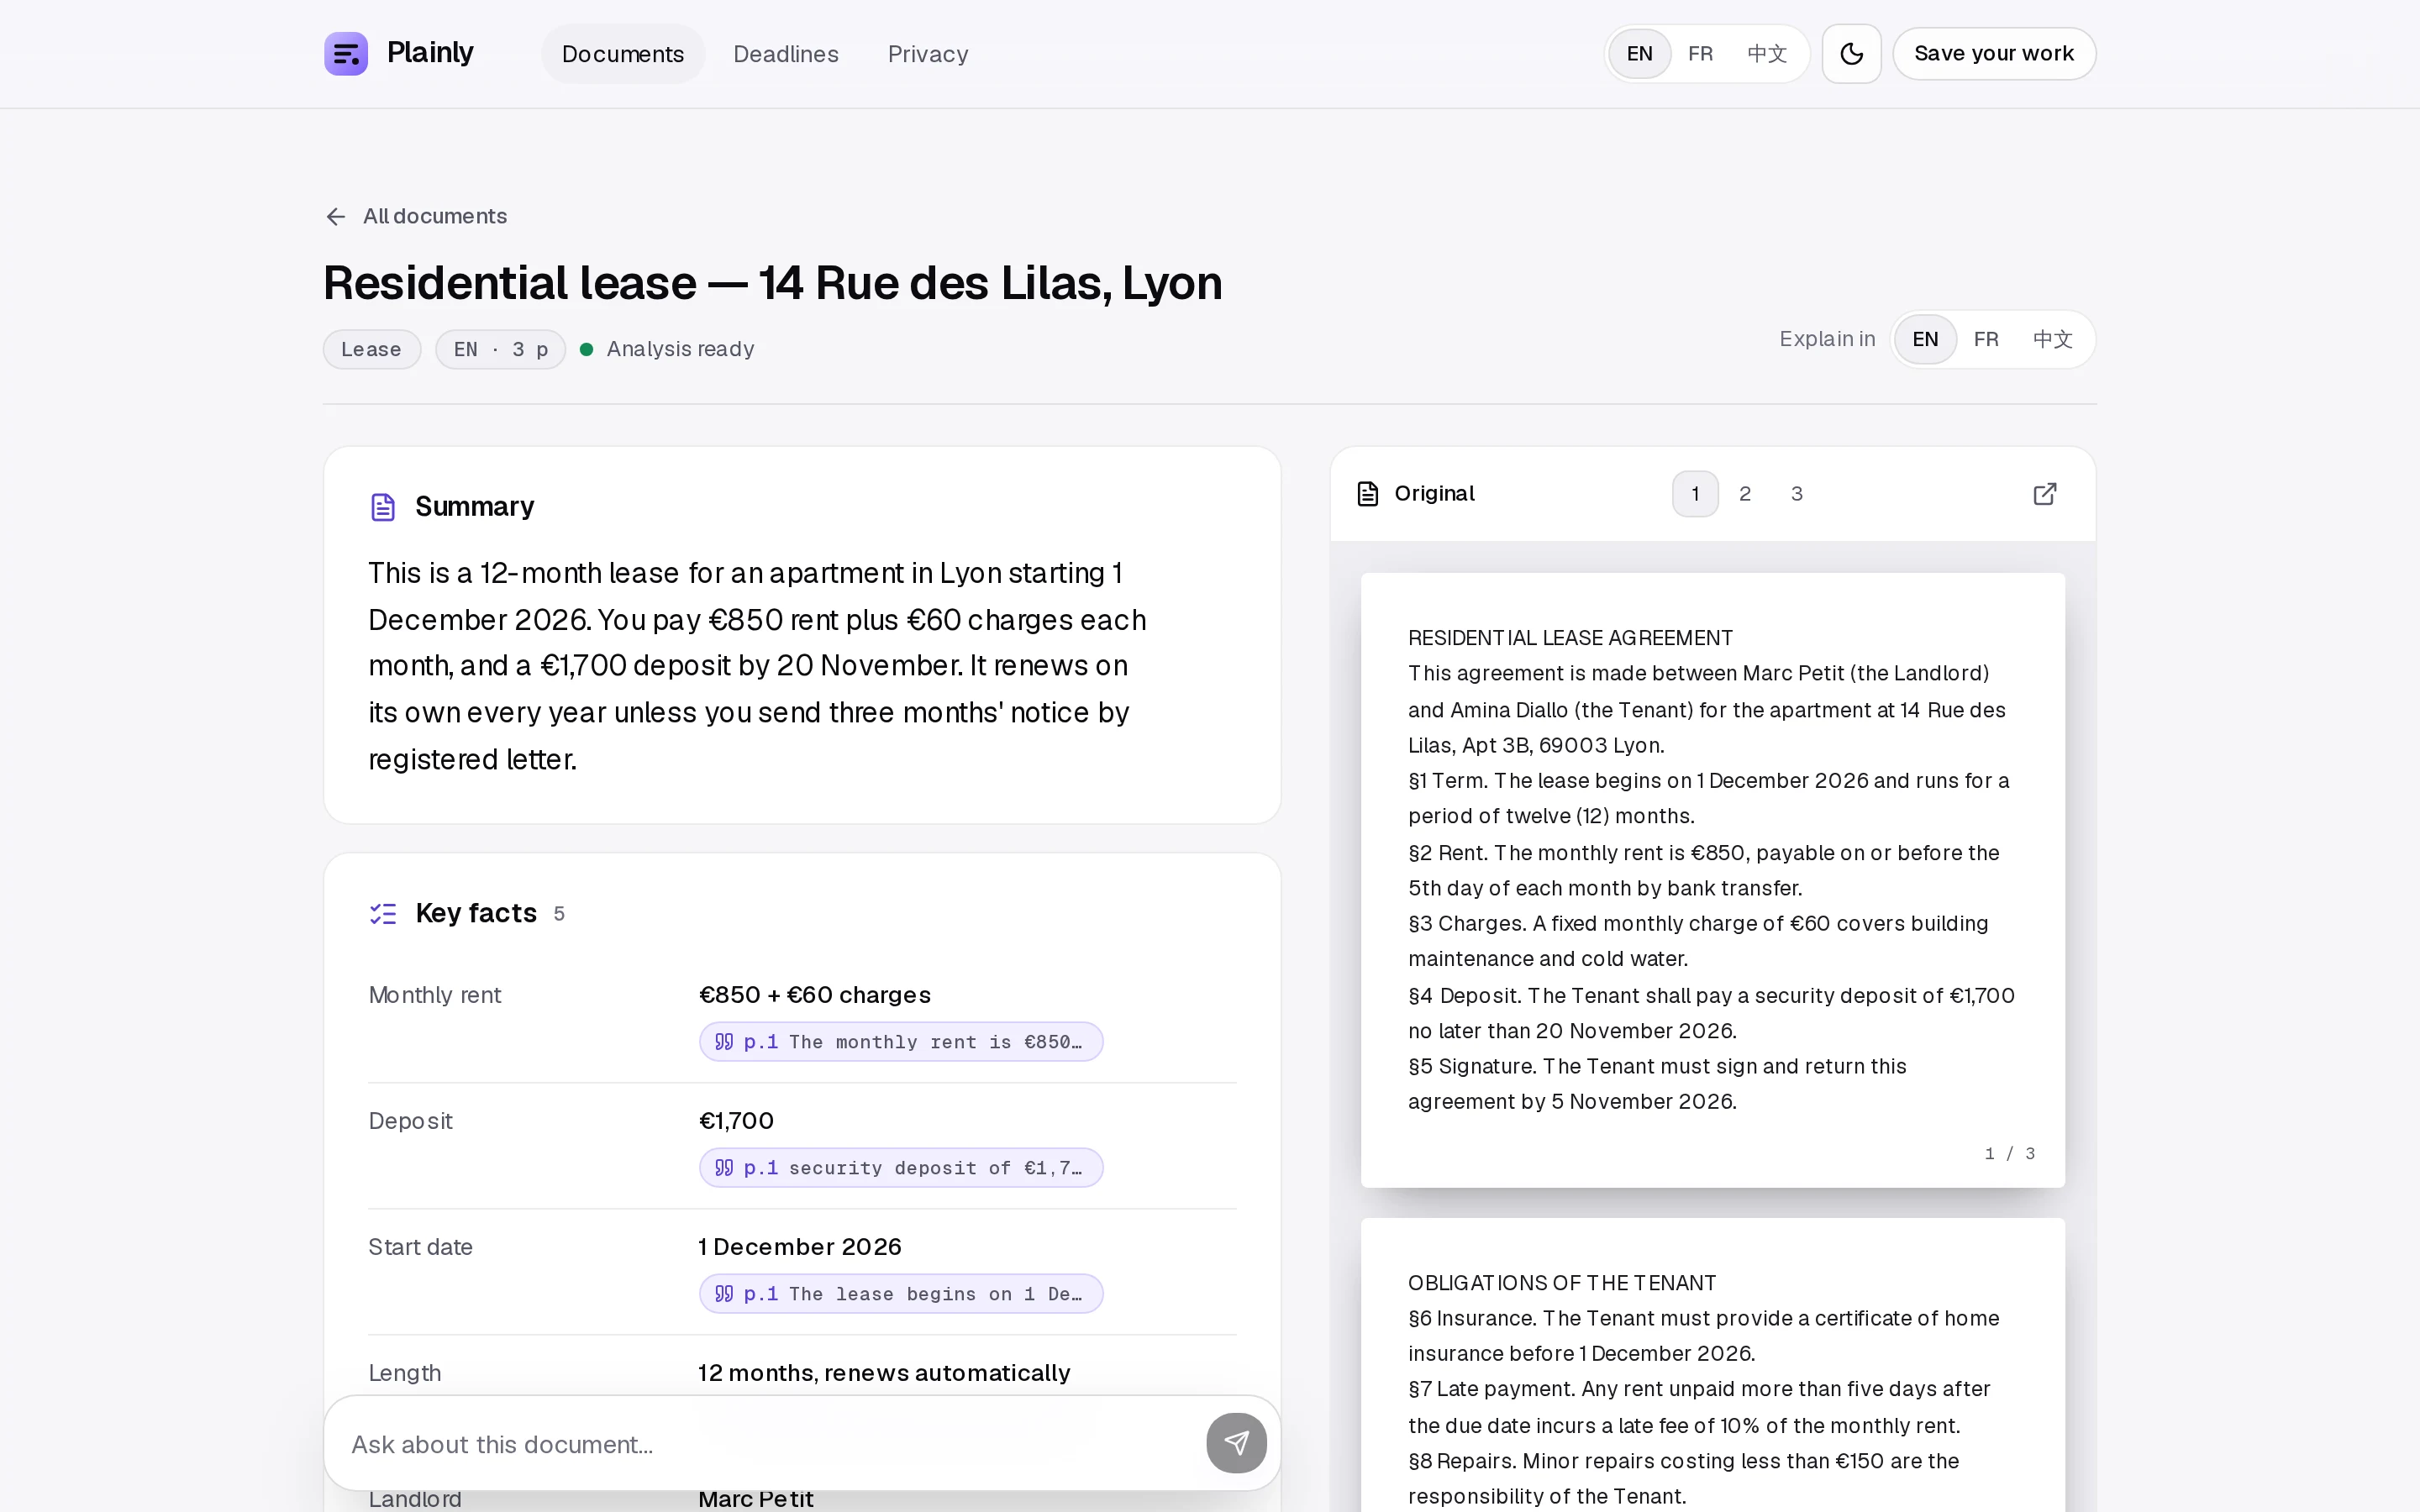 Plainly
Documents
Deadlines
Privacy
EN
FR
中文
Save your work
All documents
Residential lease — 14 Rue des Lilas, Lyon
Lease
EN · 3 p
Analysis ready
Explain in
EN
FR
中文
Summary
This is a 12-month lease for an apartment in Lyon starting 1
December 2026. You pay €850 rent plus €60 charges each
month, and a €1,700 deposit by 20 November. It renews on
its own every year unless you send three months' notice by
registered letter.
Key facts 5
Monthly rent
€850 + €60 charges
p.1 The monthly rent is €850…
Deposit
€1,700
p.1 security deposit of €1,7…
Start date
1 December 2026
p.1 The lease begins on 1 De…
Length
12 months, renews automatically
Ask about this document...
Landlord
Marc Petit
Original
1
2
3
RESIDENTIAL LEASE AGREEMENT
This agreement is made between Marc Petit (the Landlord)
and Amina Diallo (the Tenant) for the apartment at 14 Rue des
Lilas, Apt 3B, 69003 Lyon.
§1 Term. The lease begins on 1 December 2026 and runs for a
period of twelve (12) months.
§2 Rent. The monthly rent is €850, payable on or before the
5th day of each month by bank transfer.
§3 Charges. A fixed monthly charge of €60 covers building
maintenance and cold water.
§4 Deposit. The Tenant shall pay a security deposit of €1,700
no later than 20 November 2026.
§5 Signature. The Tenant must sign and return this
agreement by 5 November 2026.
1 / 3
OBLIGATIONS OF THE TENANT
§6 Insurance. The Tenant must provide a certificate of home
insurance before 1 December 2026.
§7 Late payment. Any rent unpaid more than five days after
the due date incurs a late fee of 10% of the monthly rent.
§8 Repairs. Minor repairs costing less than €150 are the
responsibility of the Tenant.